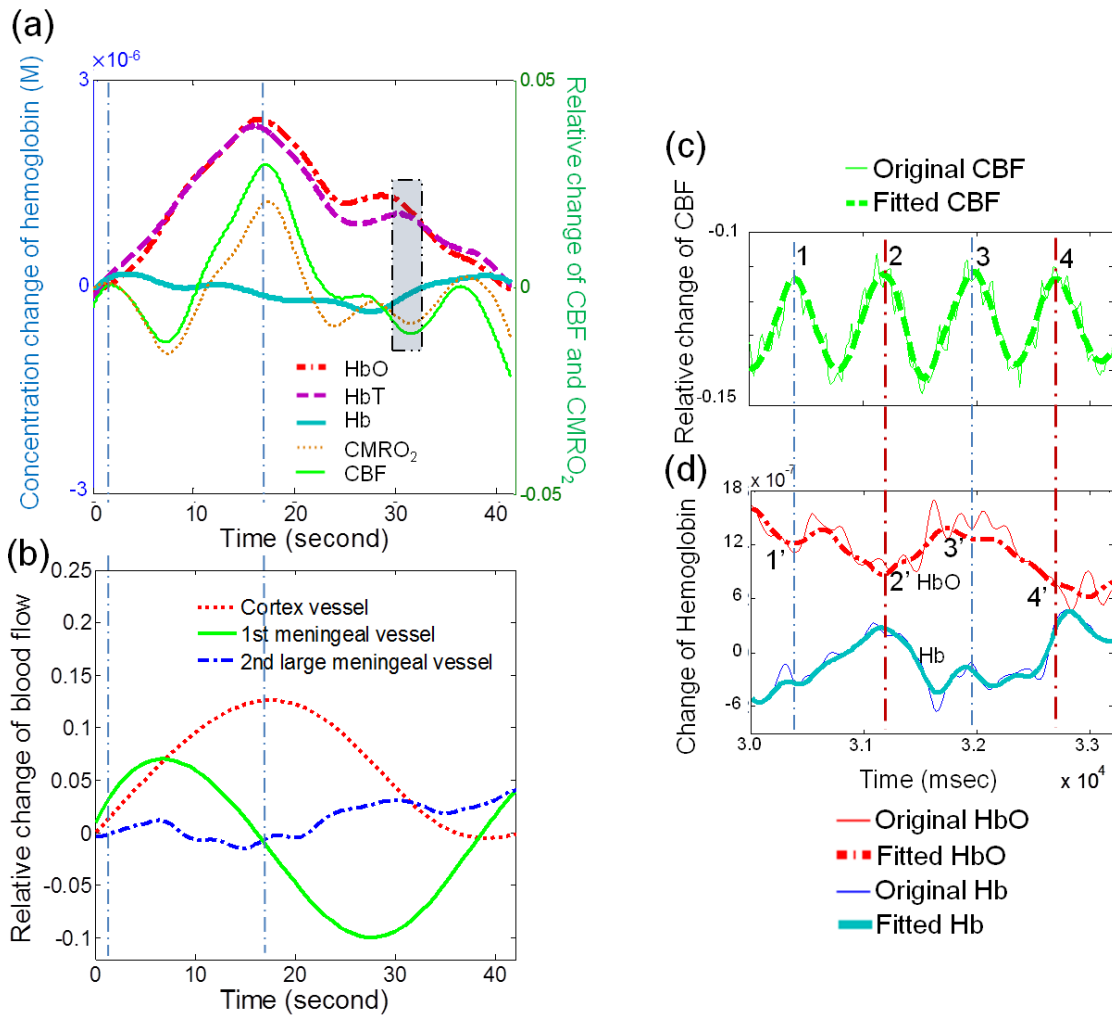 (a)
×10⁻⁶
3
0
-3
Concentration change of hemoglobin (M)
0.05
0
-0.05
Relative change of CBF and CMRO₂
HbO
HbT
Hb
CMRO₂
CBF
0 10 20 30 40
Time (second)
(b)
0.25
0.2
0.15
0.1
0.05
0
-0.05
-0.1
Relative change of blood flow
Cortex vessel
1st meningeal vessel
2nd large meningeal vessel
0 10 20 30 40
Time (second)
(c)
Original CBF
Fitted CBF
-0.1
-0.15
Relative change of CBF
1 2 3 4
(d)
x 10⁻⁷
18
12
6
0
-6
Change of Hemoglobin
1’ 2’ 3’ 4’
HbO
Hb
3.0 3.1 3.2 3.3
Time (msec)
x 10⁴
Original HbO
Fitted HbO
Original Hb
Fitted Hb